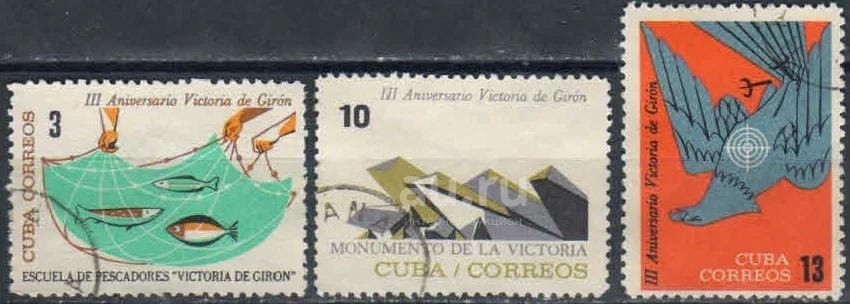 III Aniversario Victoria de Girón
3
CUBA CORREOS
ESCUELA DE PESCADORES "VICTORIA DE GIRON"
III Aniversario Victoria de Girón
10
MONUMENTO DE LA VICTORIA
CUBA / CORREOS
III Aniversario Victoria de Girón
CUBA
CORREOS 13